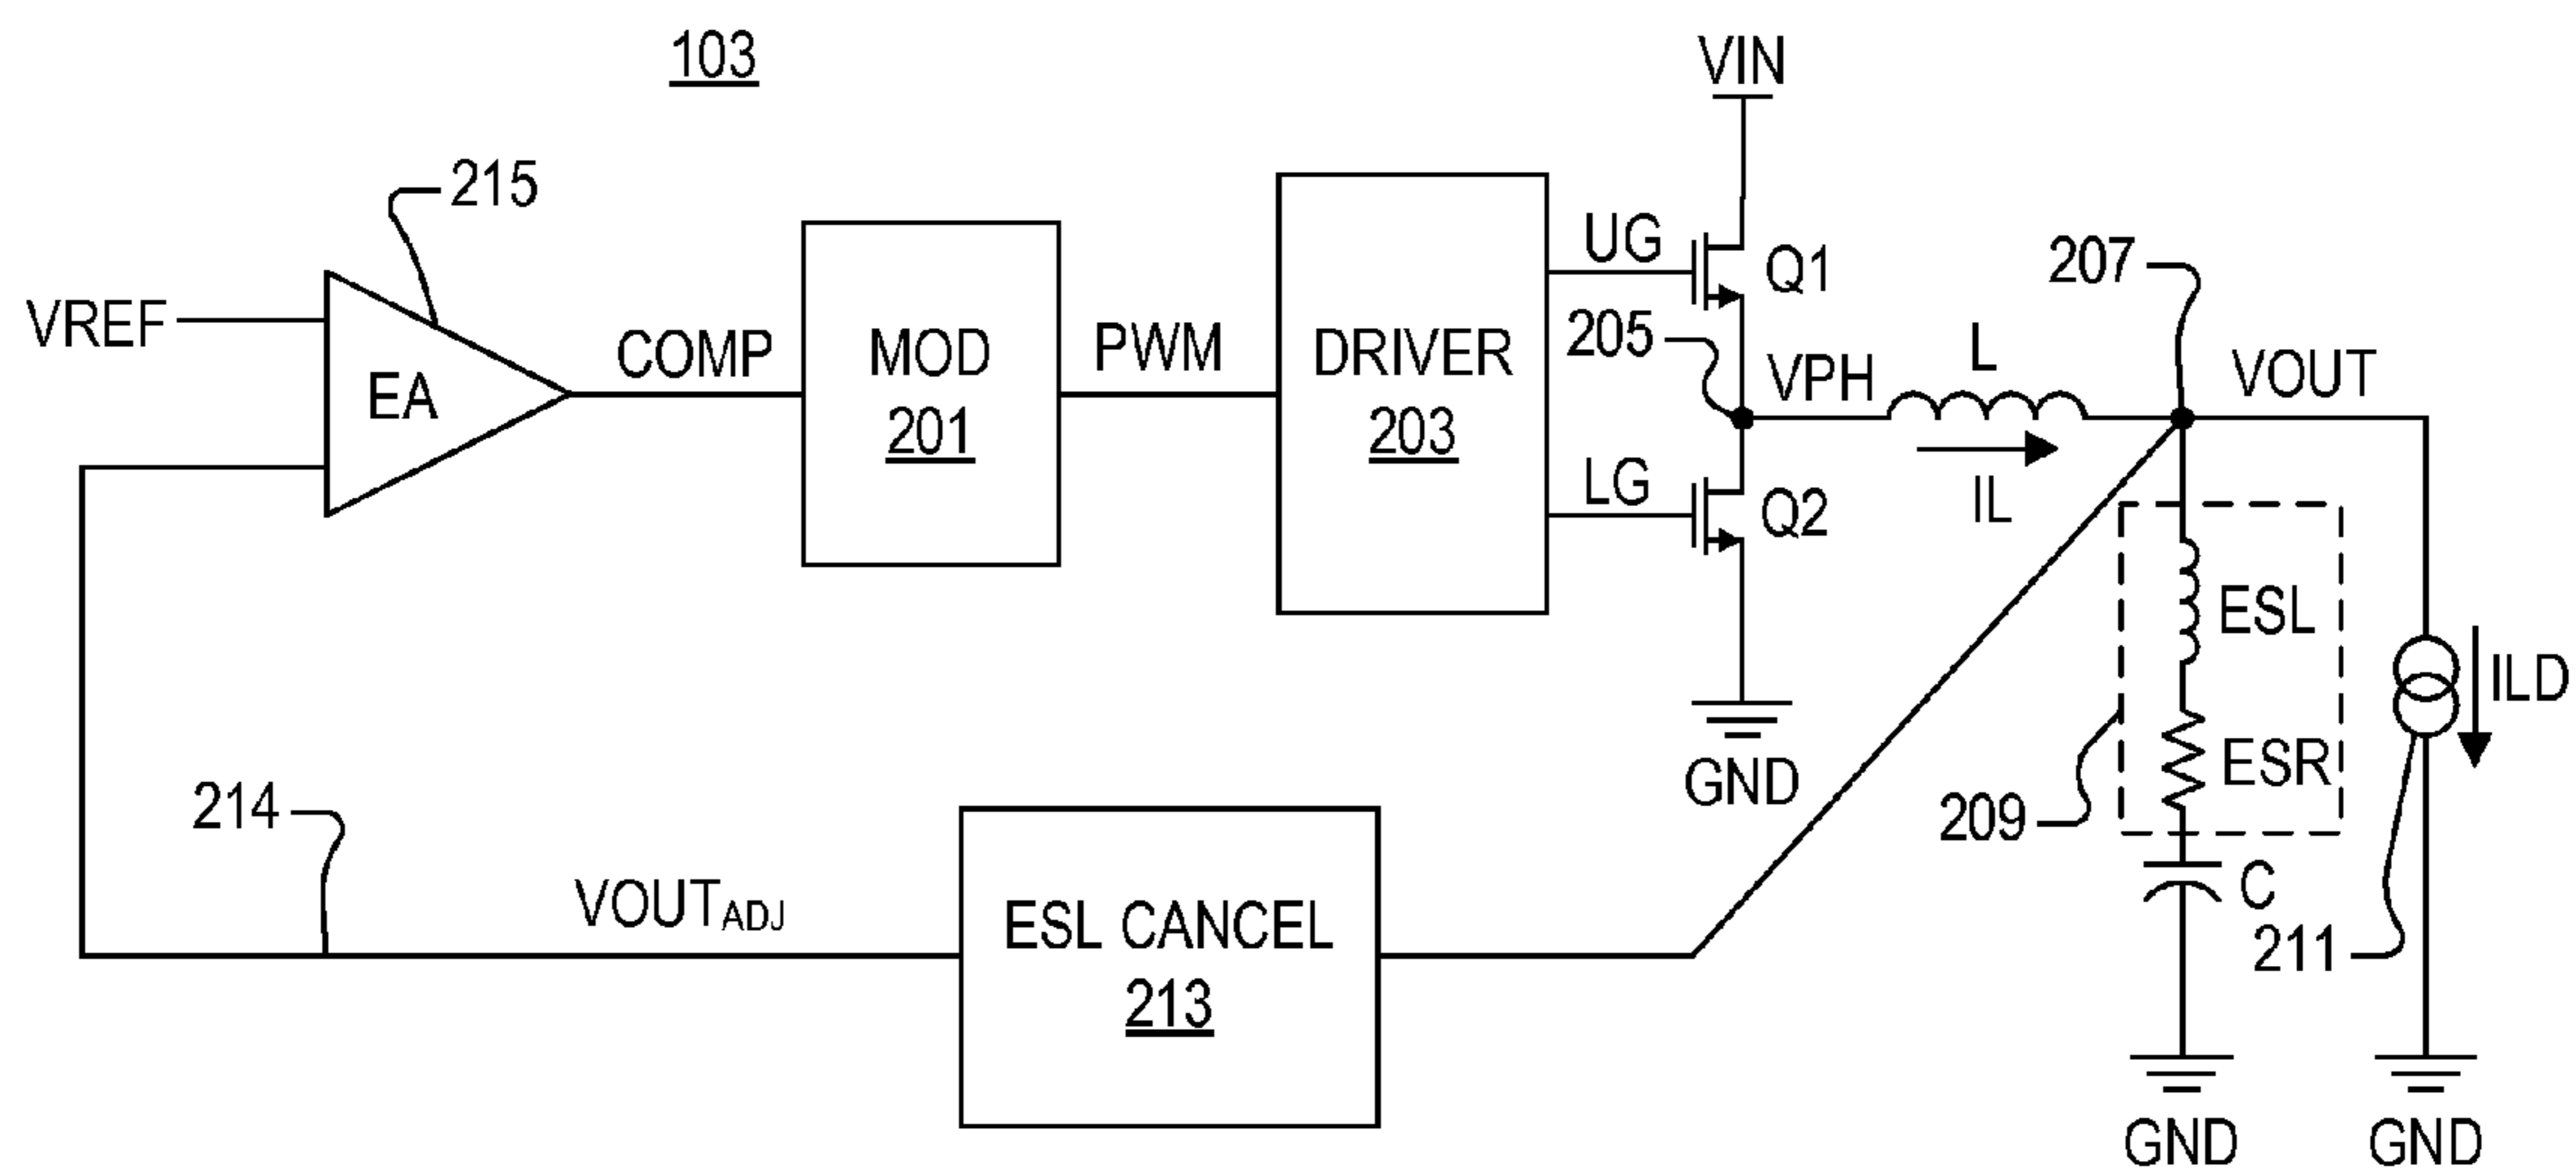 103
VIN
215
UG
Q1
207
VREF
205
COMP
MOD
201
PWM
DRIVER
203
VPH
L
VOUT
EA
LG
Q2
IL
ESL
ILD
214
GND
209
ESR
VOUTADJ
ESL CANCEL
213
C
211
GND
GND